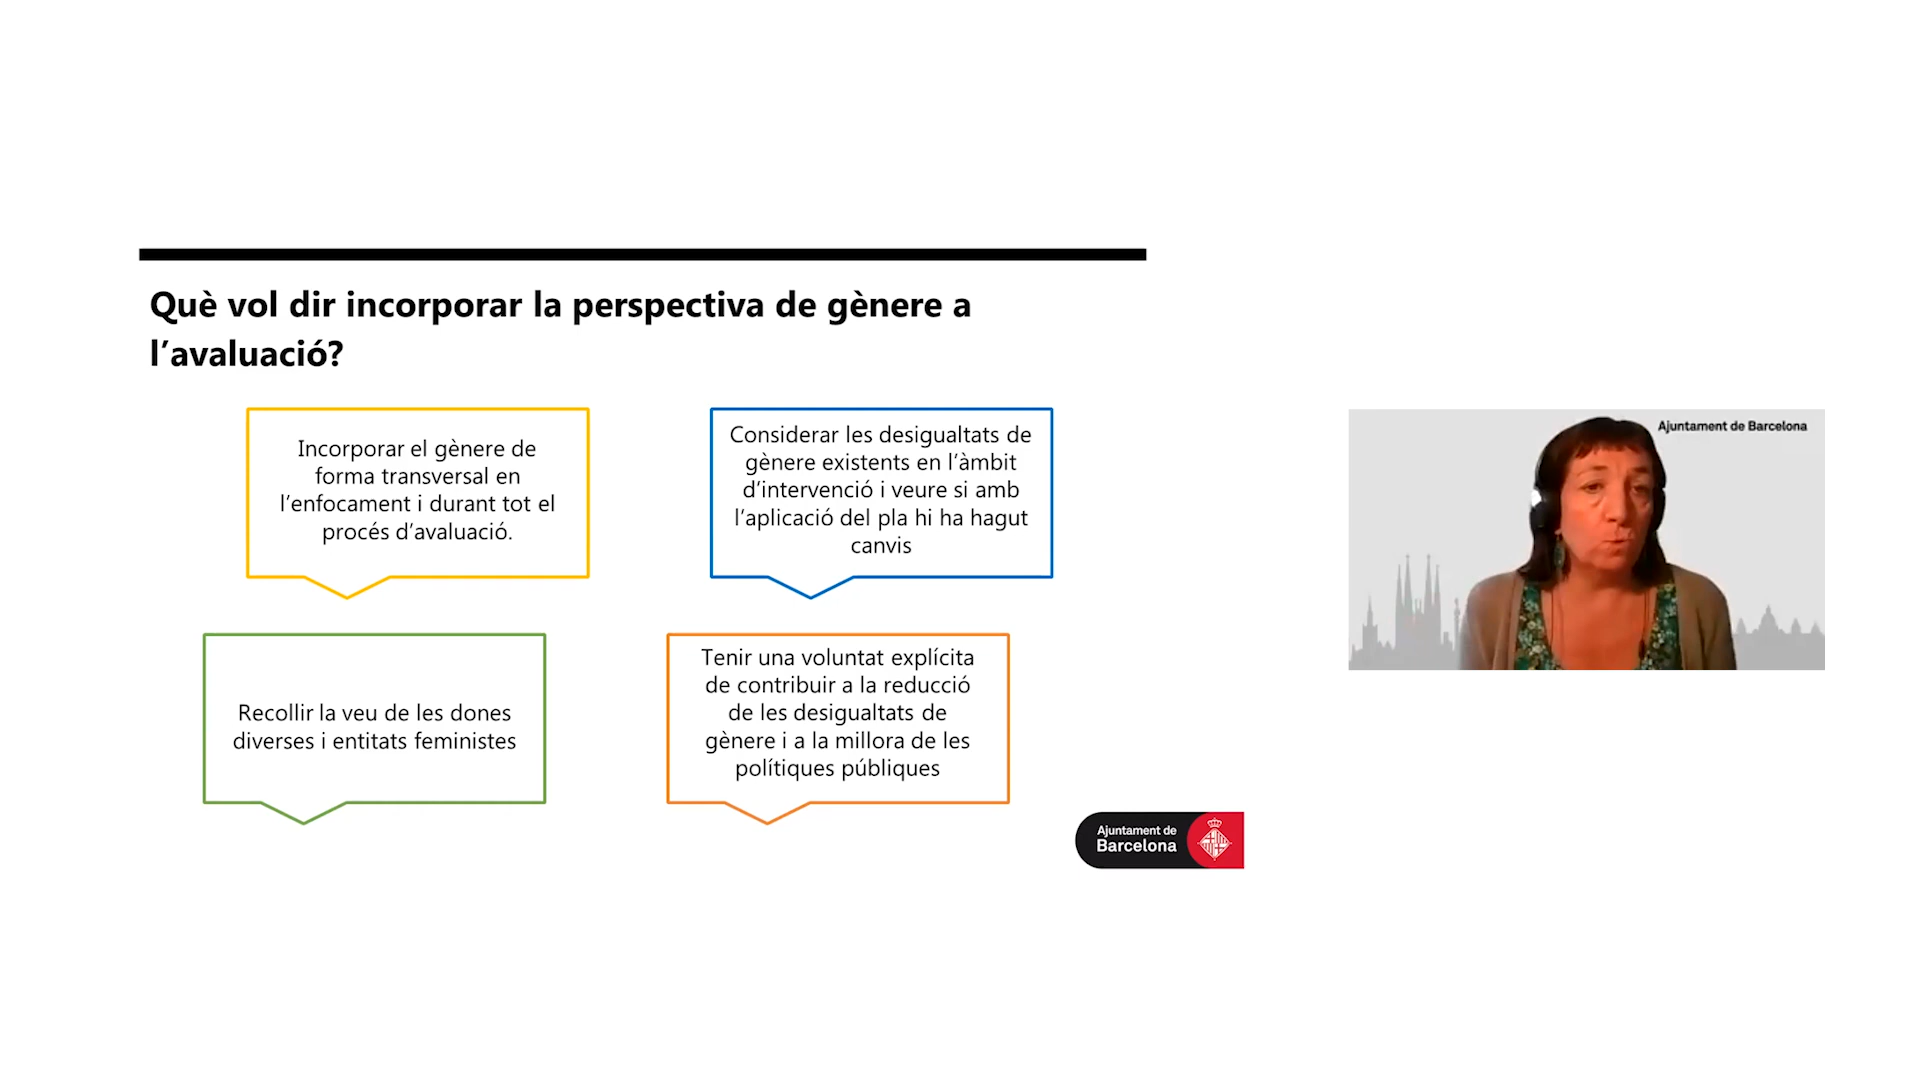 Què vol dir incorporar la perspectiva de gènere a
l’avaluació?
Incorporar el gènere de
forma transversal en
l’enfocament i durant tot el
procés d’avaluació.
Considerar les desigualtats de
gènere existents en l’àmbit
d’intervenció i veure si amb
l’aplicació del pla hi ha hagut
canvis
Recollir la veu de les dones
diverses i entitats feministes
Tenir una voluntat explícita
de contribuir a la reducció
de les desigualtats de
gènere i a la millora de les
polítiques públiques
Ajuntament de
Barcelona
Ajuntament de Barcelona